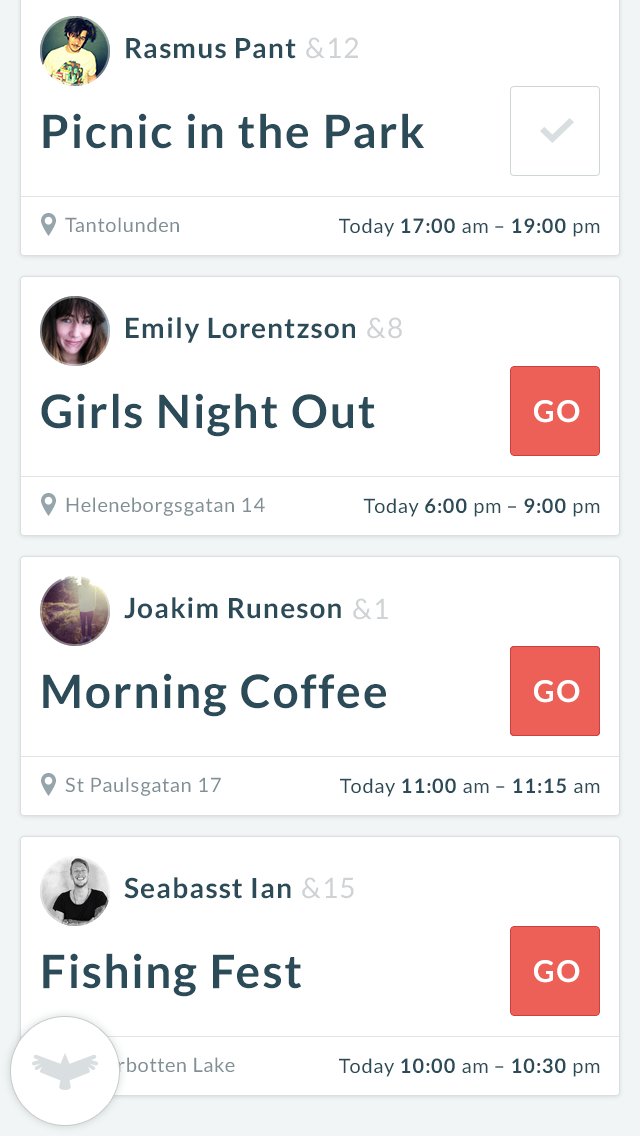 Rasmus Pant &12
Picnic in the Park
Tantolunden Today 17:00 am – 19:00 pm
Emily Lorentzson &8
Girls Night Out
GO
Heleneborgsgatan 14 Today 6:00 pm – 9:00 pm
Joakim Runeson &1
Morning Coffee
GO
St Paulsgatan 17 Today 11:00 am – 11:15 am
Seabasst Ian &15
Fishing Fest
GO
Lake Today 10:00 am – 10:30 pm